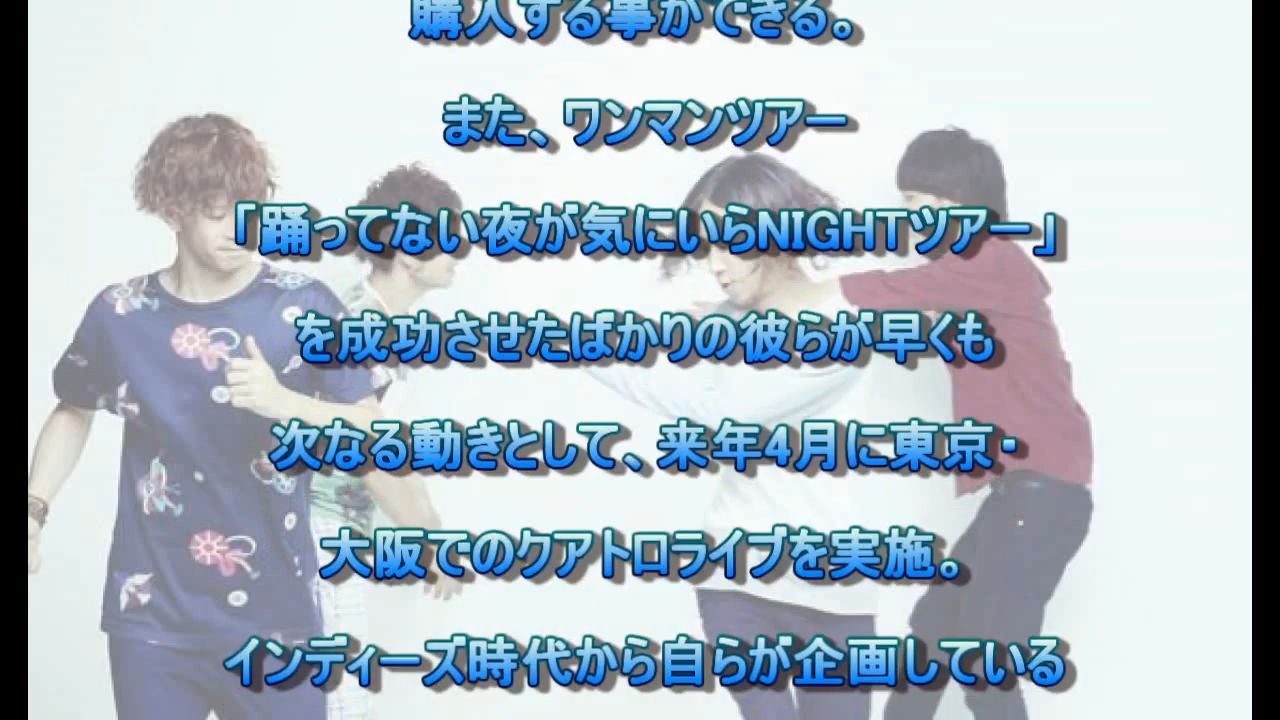 購入する事ができる。
また、ワンマンツアー
「踊ってない夜が気にいらNIGHTツアー」
を成功させたばかりの彼らが早くも
次なる動きとして、来年4月に東京・
大阪でのクアトロライブを実施。
インディーズ時代から自らが企画している